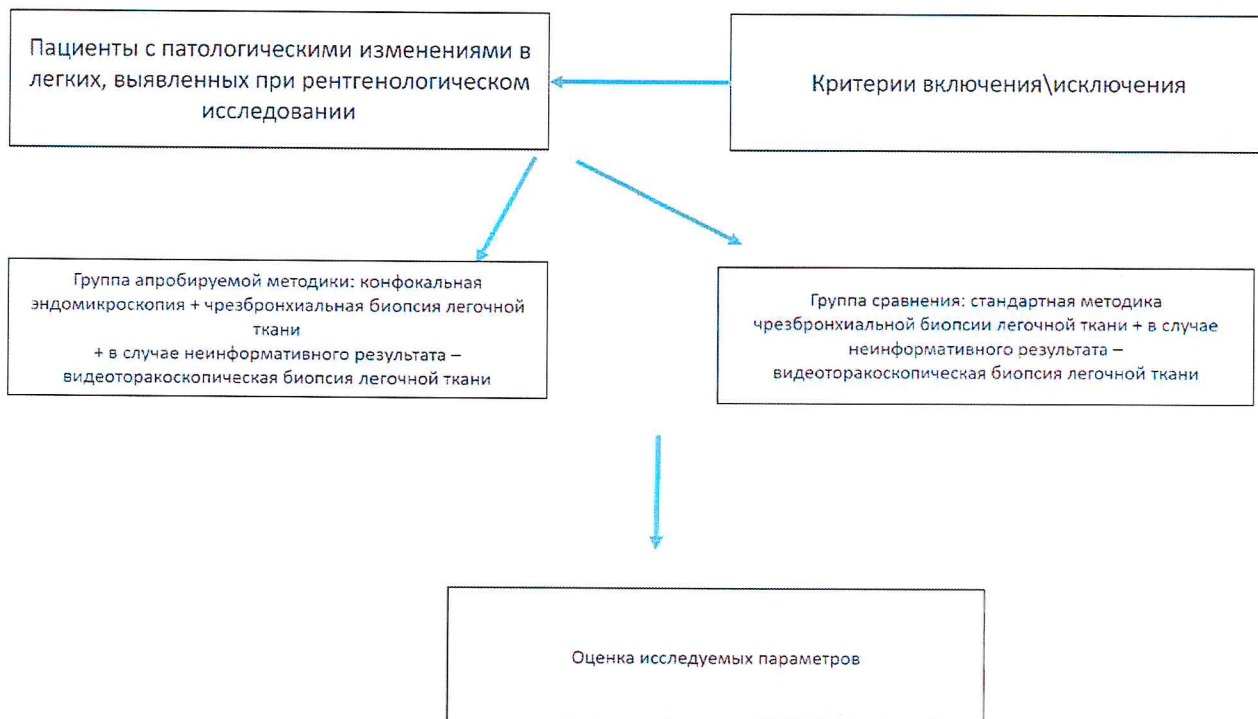 Пациенты с патологическими изменениями в
легких, выявленных при рентгенологическом
исследовании
Критерии включения\исключения
Группа апробируемой методики: конфокальная
эндомикроскопия + чрезбронхиальная биопсия легочной
ткани
+ в случае неинформативного результата –
видеоторакоскопическая биопсия легочной ткани
Группа сравнения: стандартная методика
чрезбронхиальной биопсии легочной ткани + в случае
неинформативного результата –
видеоторакоскопическая биопсия легочной ткани
Оценка исследуемых параметров